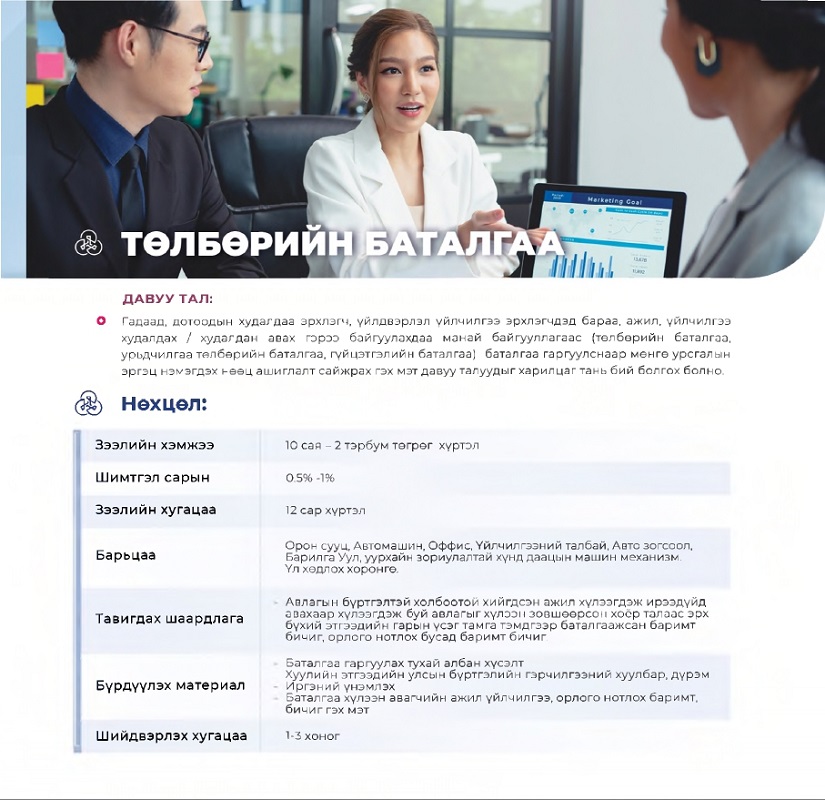 Marketing Goal
ТӨЛБӨРИЙН БАТАЛГАА
ДАВУУ ТАЛ:
Гадаад, дотоодын худалдаа эрхлэгч, үйлдвэрлэл үйлчилгээ эрхлэгчдэд бараа, ажил, үйлчилгээ
худалдах / худалдан авах гэрээ байгуулахдаа манай байгууллагаас (төлбөрийн баталгаа,
урьдчилгаа төлбөрийн баталгаа, гүйцэтгэлийн баталгаа) баталгаа гаргуулснаар мөнгө урсгалын
эргэц нэмэгдэх нөөц ашиглалт сайжрах гэх мэт давуу талуудыг харилцаг тань бий болгох болно.
Нөхцөл:
Зээлийн хэмжээ 10 сая – 2 тэрбум төгрөг хүртэл
Шимтгэл сарын 0.5% -1%
Зээлийн хугацаа 12 сар хүртэл
Барьцаа
Орон сууц, Автомашин, Оффис, Үйлчилгээний талбай, Авто зогсоол,
Барилга Уул, уурхайн зориулалтай хүнд даацын машин механизм.
Үл хөдлох хөрөнгө.
Тавигдах шаардлага
- Авлагын бүртгэлтэй холбоотой хийгдсэн ажил хүлээгдэж ирээдүйд
авахаар хүлээгдэж буй авлагыг хүлээн зөвшөөрсөн хоёр талаас эрх
бүхий этгээдийн гарын үсэг тамга тэмдгээр баталгаажсан баримт
бичиг, орлого нотлох бусад баримт бичиг
Бүрдүүлэх материал
- Баталгаа гаргуулах тухай албан хүсэлт
Хуулийн этгээдийн улсын бүртгэлийн гэрчилгээний хуулбар, дүрэм
- Иргэний үнэмлэх
- Баталгаа хүлээн авагчийн ажил үйлчилгээ, орлого нотлох баримт,
бичиг гэх мэт
Шийдвэрлэх хугацаа 1-3 хоног